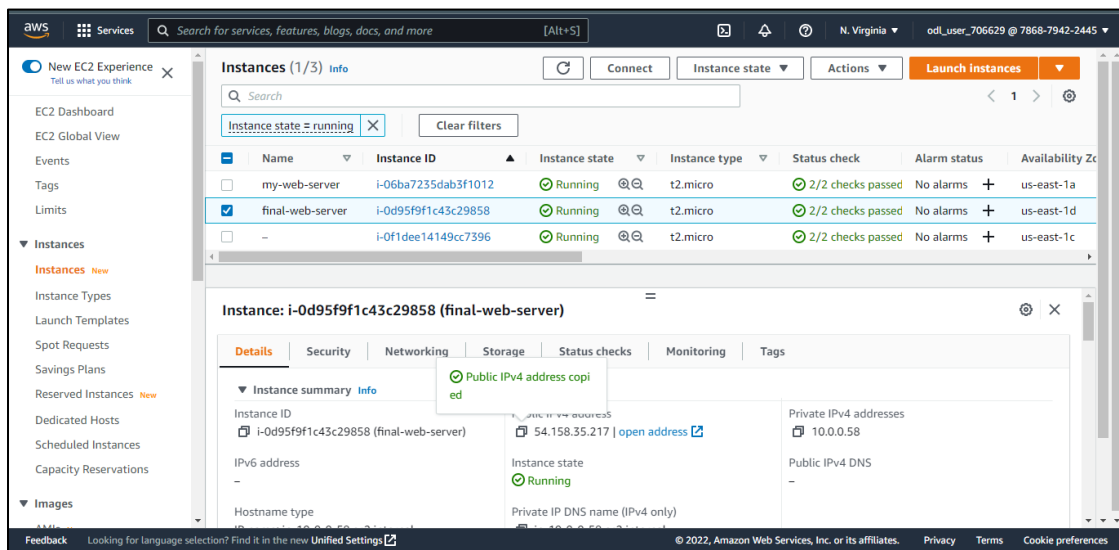 aws Services Search for services, features, blogs, docs, and more [Alt+S] N. Virginia ▼ odl_user_706629 @ 7868-7942-2445 ▼
New EC2 Experience
Tell us what you think
EC2 Dashboard
EC2 Global View
Events
Tags
Limits
▼ Instances
Instances New
Instance Types
Launch Templates
Spot Requests
Savings Plans
Reserved Instances New
Dedicated Hosts
Scheduled Instances
Capacity Reservations
▼ Images
Instances (1/3) Info Connect Instance state ▼ Actions ▼ Launch instances ▼
Search < 1 >
Instance state = running X Clear filters
Name Instance ID Instance state Instance type Status check Alarm status Availability Zo
my-web-server i-06ba7235dab3f1012 Running t2.micro 2/2 checks passed No alarms + us-east-1a
final-web-server i-0d95f9f1c43c29858 Running t2.micro 2/2 checks passed No alarms + us-east-1d
– i-0f1dee14149cc7396 Running t2.micro 2/2 checks passed No alarms + us-east-1c
Instance: i-0d95f9f1c43c29858 (final-web-server)
Details Security Networking Storage Status checks Monitoring Tags
Public IPv4 address copi
ed
▼ Instance summary Info
Instance ID Private IPv4 addresses
i-0d95f9f1c43c29858 (final-web-server) 54.158.35.217 | open address 10.0.0.58
IPv6 address Instance state Public IPv4 DNS
– Running –
Hostname type Private IP DNS name (IPv4 only)
Feedback Looking for language selection? Find it in the new Unified Settings © 2022, Amazon Web Services, Inc. or its affiliates. Privacy Terms Cookie preferences